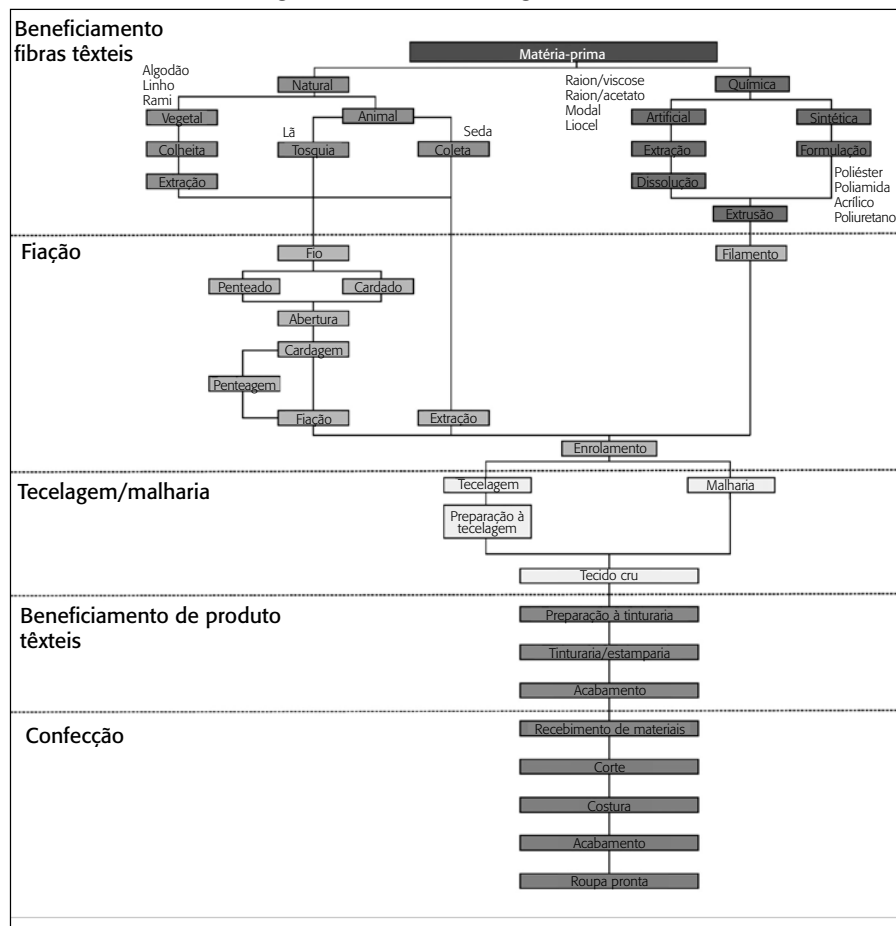 Beneficiamento
fibras têxteis
Matéria-prima
Algodão
Linho
Rami
Natural
Raion/viscose
Raion/acetato
Modal
Liocel
Química
Vegetal
Animal
Artificial
Sintética
Lã
Seda
Colheita
Tosquia
Coleta
Extração
Formulação
Extração
Dissolução
Poliéster
Poliamida
Acrílico
Poliuretano
Extrusão
Fiação
Fio
Filamento
Penteado
Cardado
Abertura
Cardagem
Penteagem
Fiação
Extração
Enrolamento
Tecelagem/malharia
Tecelagem
Malharia
Preparação à
tecelagem
Tecido cru
Beneficiamento de produto
têxteis
Preparação à tinturaria
Tinturaria/estamparia
Acabamento
Confecção
Recebimento de materiais
Corte
Costura
Acabamento
Roupa pronta